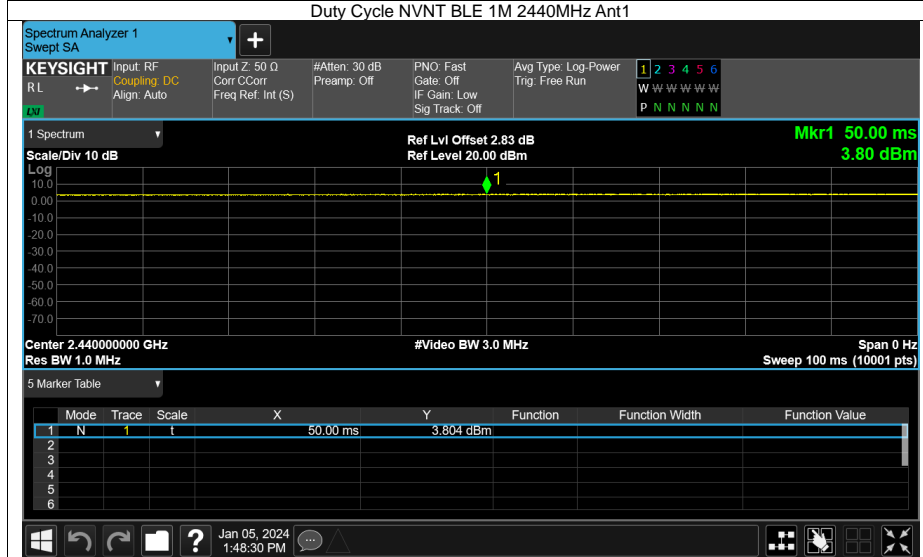 Duty Cycle NVNT BLE 1M 2440MHz Ant1
Spectrum Analyzer 1
Swept SA
+
KEYSIGHT Input: RF Input Z: 50 Ω #Atten: 30 dB PNO: Fast Avg Type: Log-Power 1 2 3 4 5 6
RL Coupling: DC Corr CCorr Preamp: Off Gate: Off Trig: Free Run W W W W W W
Align: Auto Freq Ref: Int (S) IF Gain: Low
LXI Sig Track: Off P N N N N N
1 Spectrum Ref Lvl Offset 2.83 dB Mkr1 50.00 ms
Scale/Div 10 dB Ref Level 20.00 dBm 3.80 dBm
Log
1
10.0
0.00
-10.0
-20.0
-30.0
-40.0
-50.0
-60.0
-70.0
Center 2.440000000 GHz #Video BW 3.0 MHz Span 0 Hz
Res BW 1.0 MHz Sweep 100 ms (10001 pts)
5 Marker Table
Mode Trace Scale X Y Function Function Width Function Value
1 N 1 t 50.00 ms 3.804 dBm
2
3
4
5
6
? Jan 05, 2024
1:48:30 PM